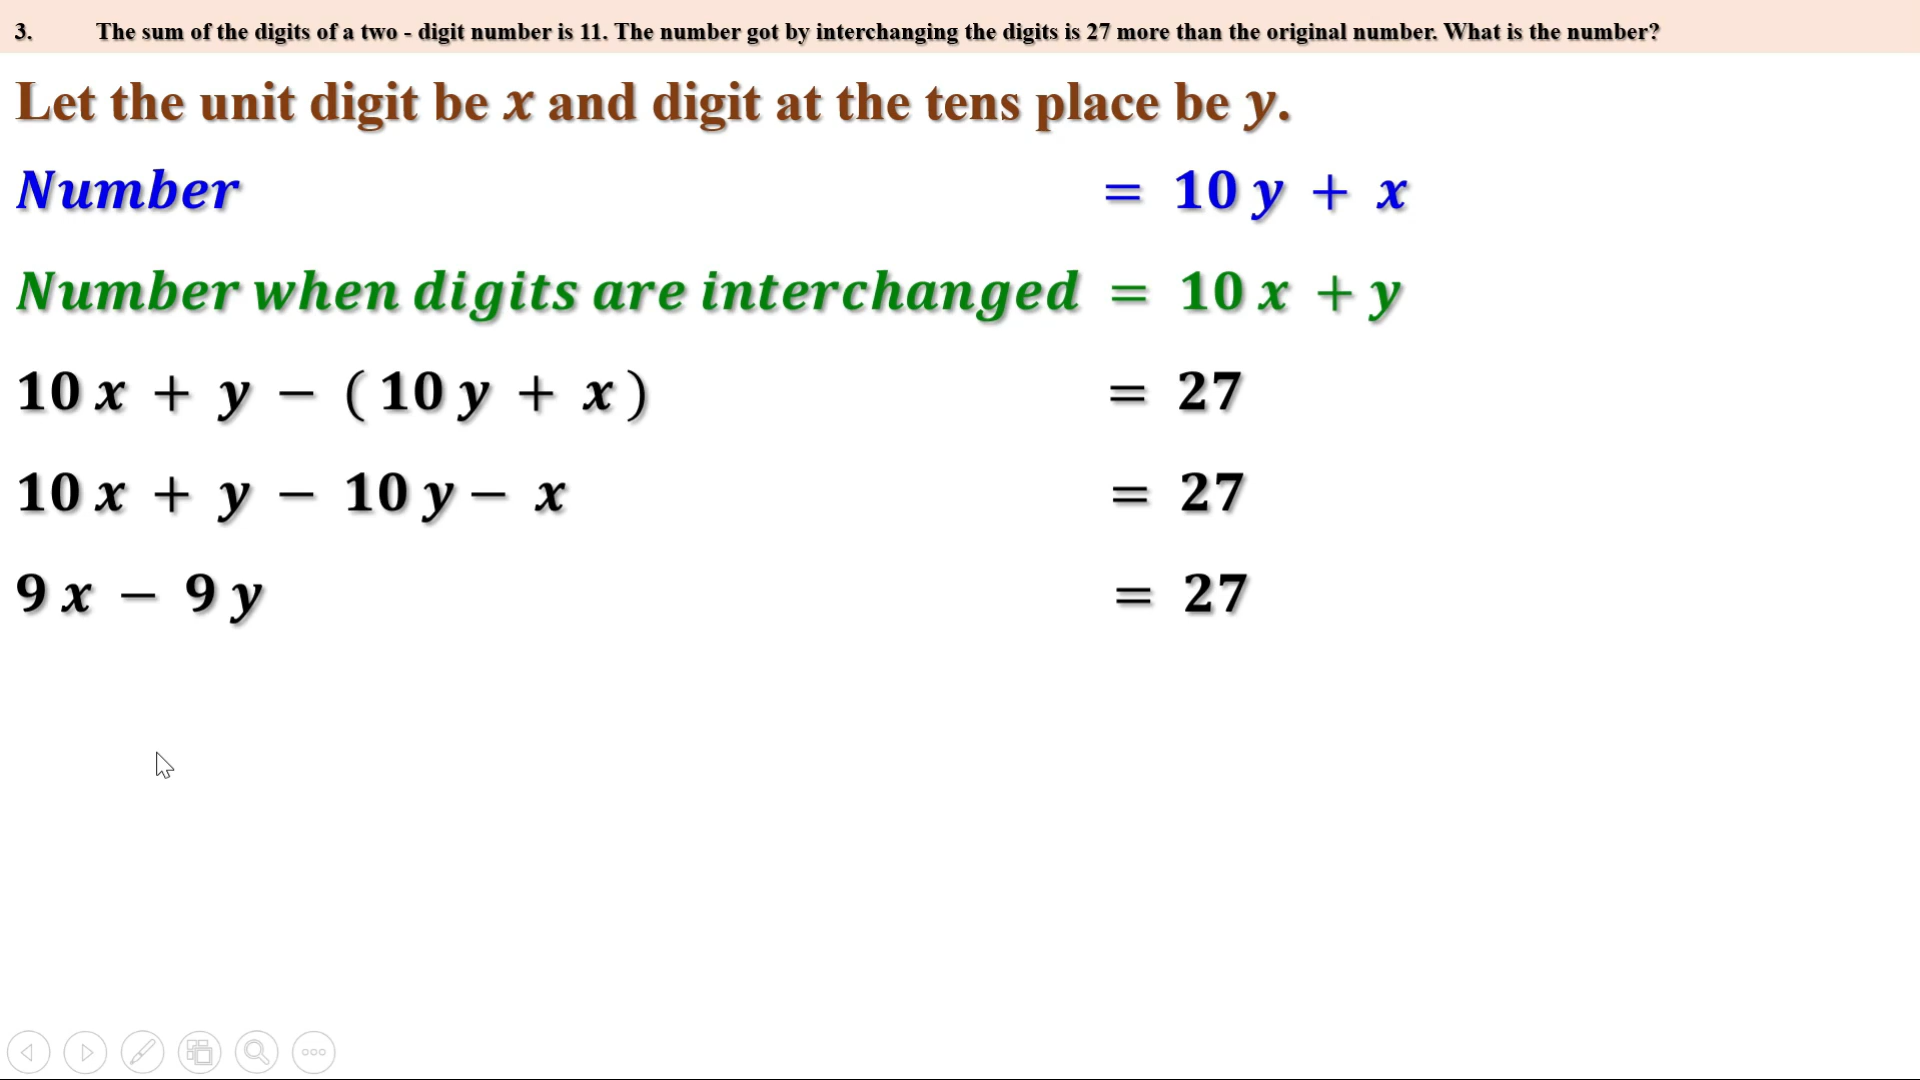 3. The sum of the digits of a two - digit number is 11. The number got by interchanging the digits is 27 more than the original number. What is the number?
Let the unit digit be x and digit at the tens place be y.
Number = 10 y + x
Number when digits are interchanged = 10 x + y
10 x + y − ( 10 y + x ) = 27
10 x + y − 10 y − x = 27
9 x − 9 y = 27